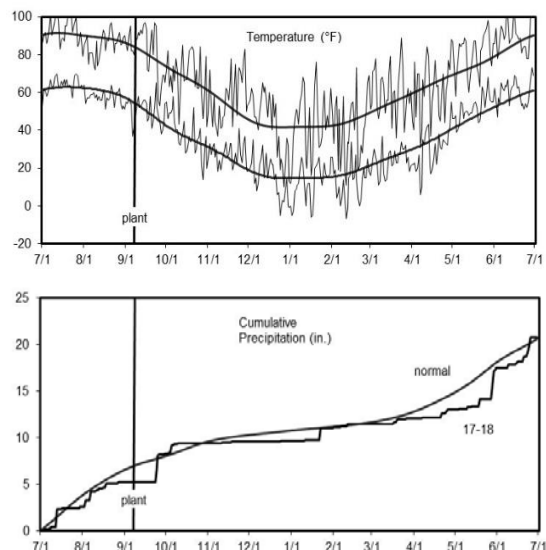 100
Temperature (°F)
80
60
40
20
0
plant
-20
7/1 8/1 9/1 10/1 11/1 12/1 1/1 2/1 3/1 4/1 5/1 6/1 7/1
25
Cumulative
Precipitation (in.)
20
normal
15
17-18
10
5
plant
0
7/1 8/1 9/1 10/1 11/1 12/1 1/1 2/1 3/1 4/1 5/1 6/1 7/1